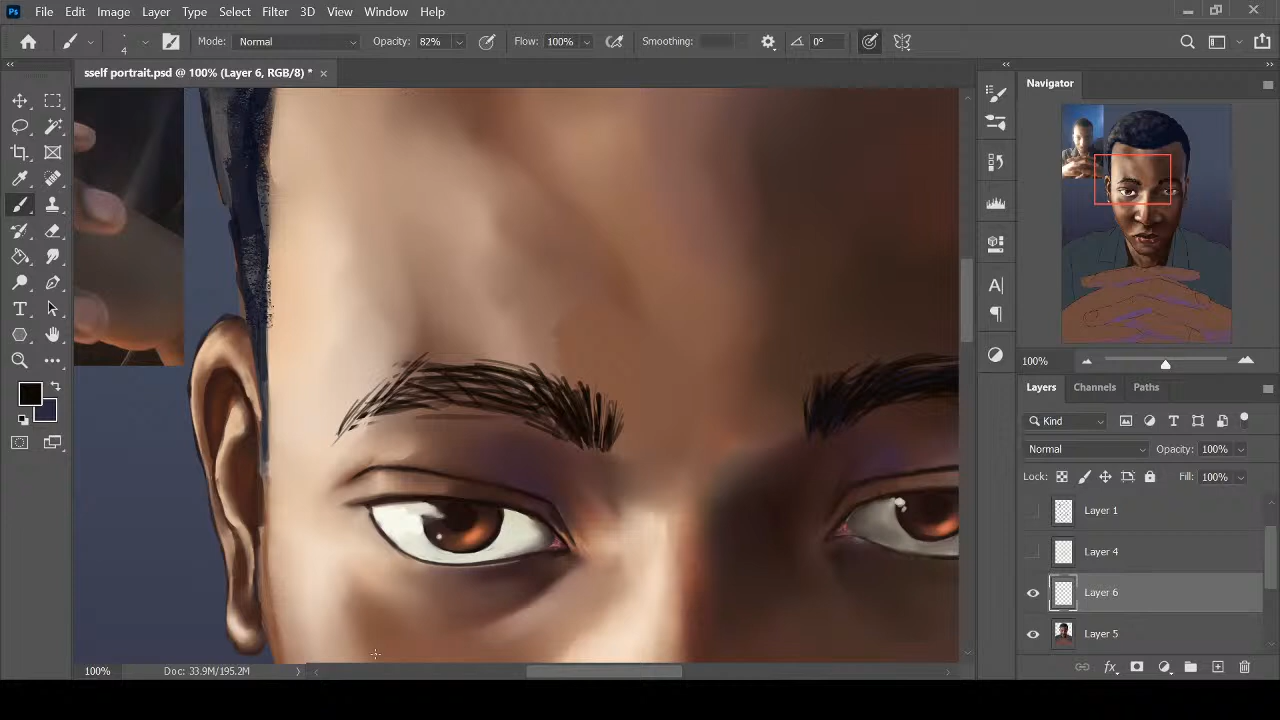 Ps File Edit Image Layer Type Select Filter 3D View Window Help
4 Mode: Normal Opacity: 82% Flow: 100% Smoothing: 0°
sself portrait.psd @ 100% (Layer 6, RGB/8) *
Navigator
100%
Layers Channels Paths
Kind
Normal Opacity: 100%
Lock: Fill: 100%
Layer 1
Layer 4
Layer 6
Layer 5
100% Doc: 33.9M/195.2M